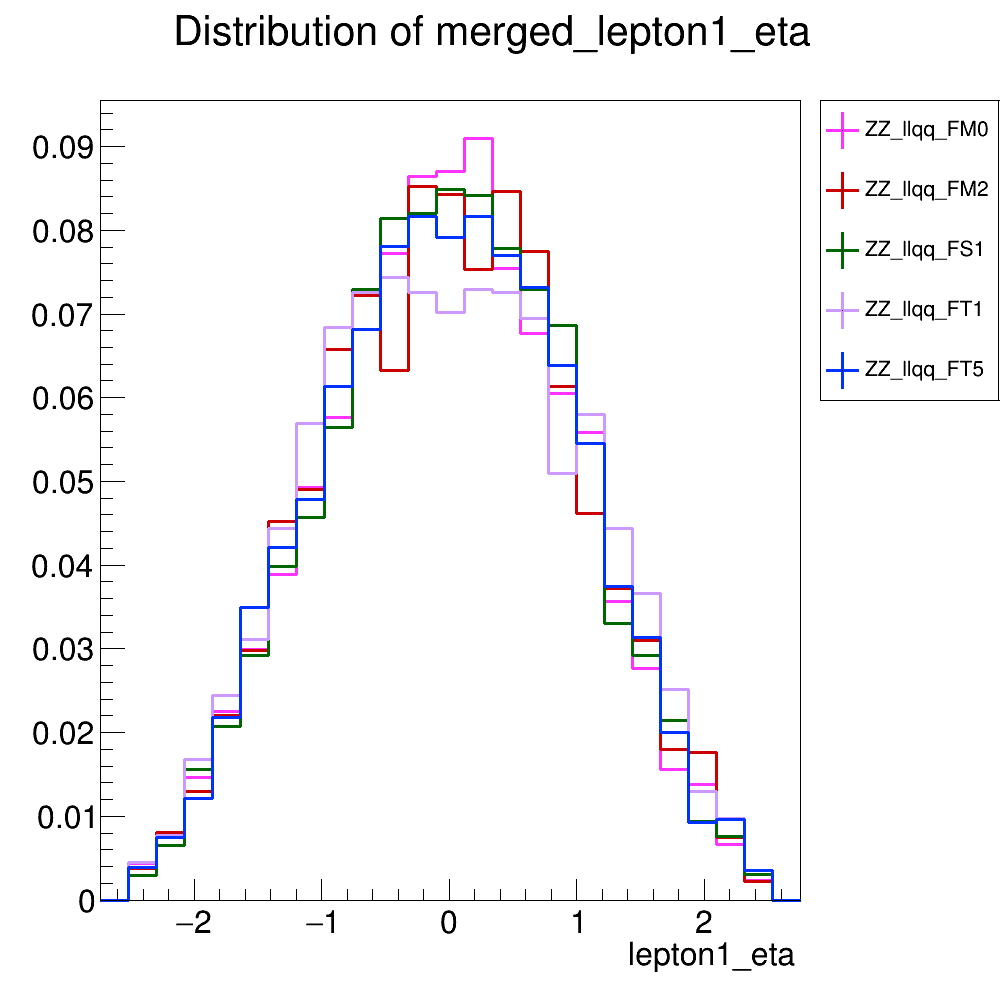 Distribution of merged_lepton1_eta
0.09
0.08
0.07
0.06
0.05
0.04
0.03
0.02
0.01
0
−2
−1
0
1
2
lepton1_eta
ZZ_llqq_FM0
ZZ_llqq_FM2
ZZ_llqq_FS1
ZZ_llqq_FT1
ZZ_llqq_FT5